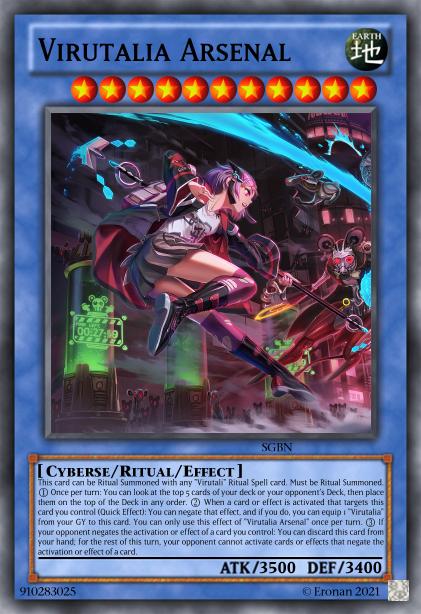 VIRUTALIA ARSENAL
EARTH
地
00:27:59
SGBN
[CYBERSE/RITUAL/EFFECT]
This card can be Ritual Summoned with any "Virutali" Ritual Spell card. Must be Ritual Summoned.
① Once per turn: You can look at the top 5 cards of your deck or your opponent's Deck, then place
them on the top of the Deck in any order. ② When a card or effect is activated that targets this
card you control (Quick Effect): You can negate that effect, and if you do, you can equip 1 "Virutalia"
from your GY to this card. You can only use this effect of "Virutalia Arsenal" once per turn. ③ If
your opponent negates the activation or effect of a card you control: You can discard this card from
your hand; for the rest of this turn, your opponent cannot activate cards or effects that negate the
activation or effect of a card.
ATK/3500 DEF/3400
910283025
© Eronan 2021